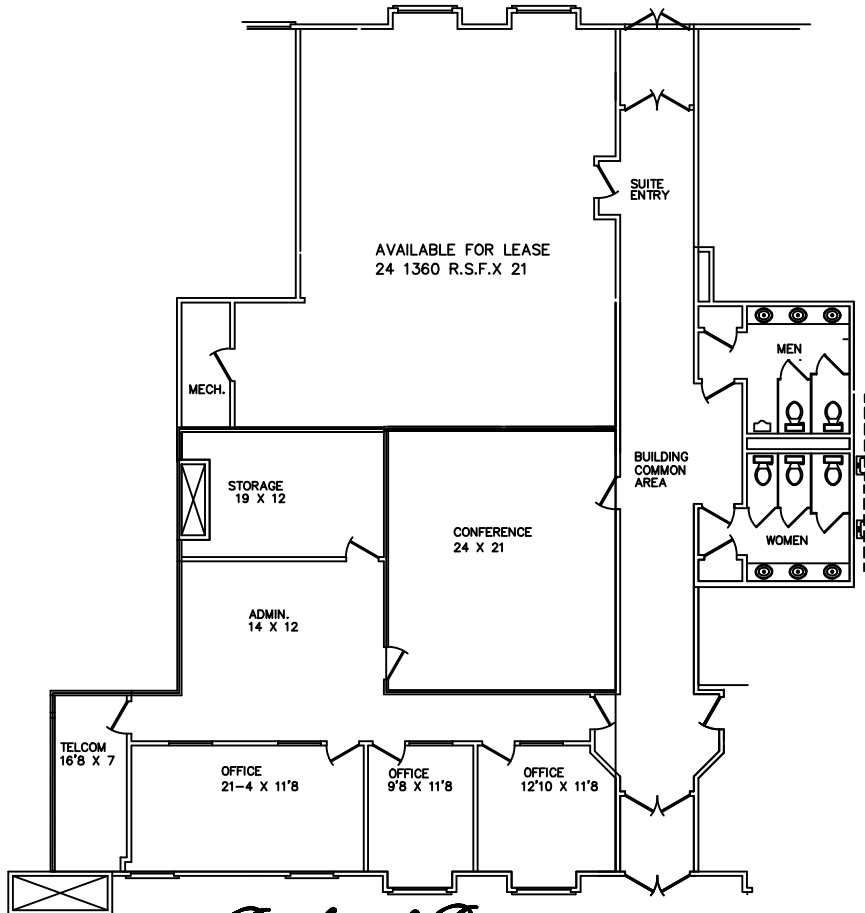 SUITE
ENTRY
AVAILABLE FOR LEASE
24 1360 R.S.F.X 21
MEN
MECH.
BUILDING
COMMON
AREA
STORAGE
19 X 12
CONFERENCE
24 X 21
WOMEN
ADMIN.
14 X 12
TELCOM
16'8 X 7
OFFICE
21-4 X 11'8
OFFICE
9'8 X 11'8
OFFICE
12'10 X 11'8